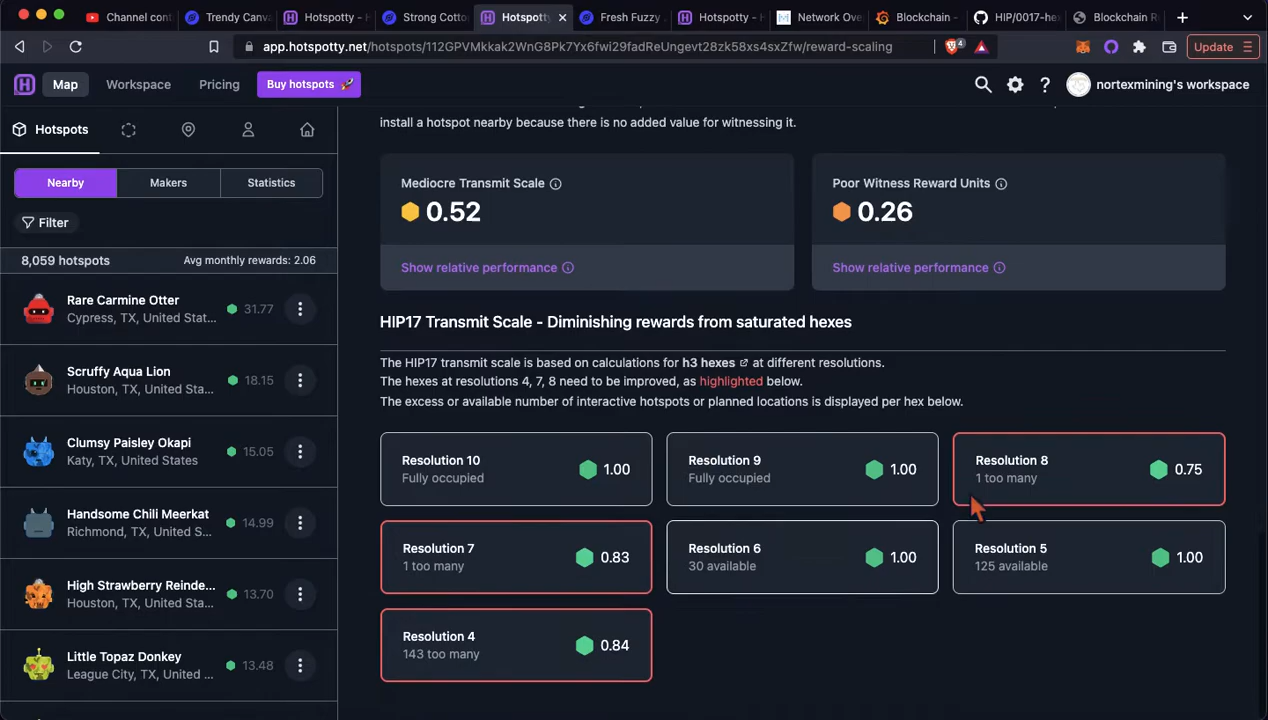 Channel cont
Trendy Canv
Hotspotty - H
Strong Cotto
Hotspotty
Fresh Fuzzy
Hotspotty - H
Network Ove
Blockchain -
HIP/0017-he
Blockchain R
app.hotspotty.net/hotspots/112GPVMkkak2WnG8Pk7Yx6fwi29fadReUngevt28zk58xs4sxZfw/reward-scaling
4
Update
Map
Workspace
Pricing
Buy hotspots 🚀
nortexmining's workspace
Hotspots
Nearby
Makers
Statistics
Filter
8,059 hotspots
Avg monthly rewards: 2.06
Rare Carmine Otter
Cypress, TX, United Stat...
31.77
Scruffy Aqua Lion
Houston, TX, United Sta...
18.15
Clumsy Paisley Okapi
Katy, TX, United States
15.05
Handsome Chili Meerkat
Richmond, TX, United S...
14.99
High Strawberry Reinde...
Houston, TX, United Sta...
13.70
Little Topaz Donkey
League City, TX, United ...
13.48
install a hotspot nearby because there is no added value for witnessing it.
Mediocre Transmit Scale
0.52
Show relative performance
Poor Witness Reward Units
0.26
Show relative performance
HIP17 Transmit Scale - Diminishing rewards from saturated hexes
The HIP17 transmit scale is based on calculations for h3 hexes at different resolutions.
The hexes at resolutions 4, 7, 8 need to be improved, as highlighted below.
The excess or available number of interactive hotspots or planned locations is displayed per hex below.
Resolution 10
Fully occupied
1.00
Resolution 9
Fully occupied
1.00
Resolution 8
1 too many
0.75
Resolution 7
1 too many
0.83
Resolution 6
30 available
1.00
Resolution 5
125 available
1.00
Resolution 4
143 too many
0.84